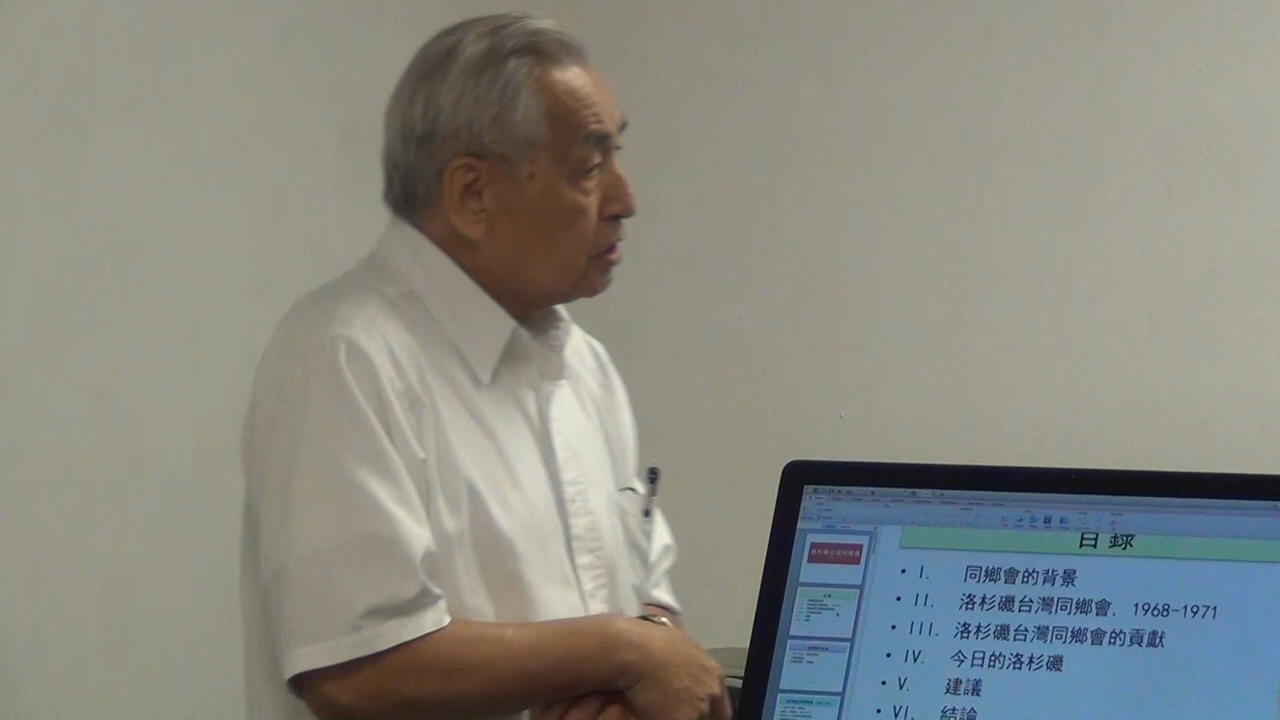 目錄
• I. 同鄉會的背景
• II. 洛杉磯台灣同鄉會, 1968-1971
• III. 洛杉磯台灣同鄉會的貢獻
• IV. 今日的洛杉磯
• V. 建議
• VI. 結論